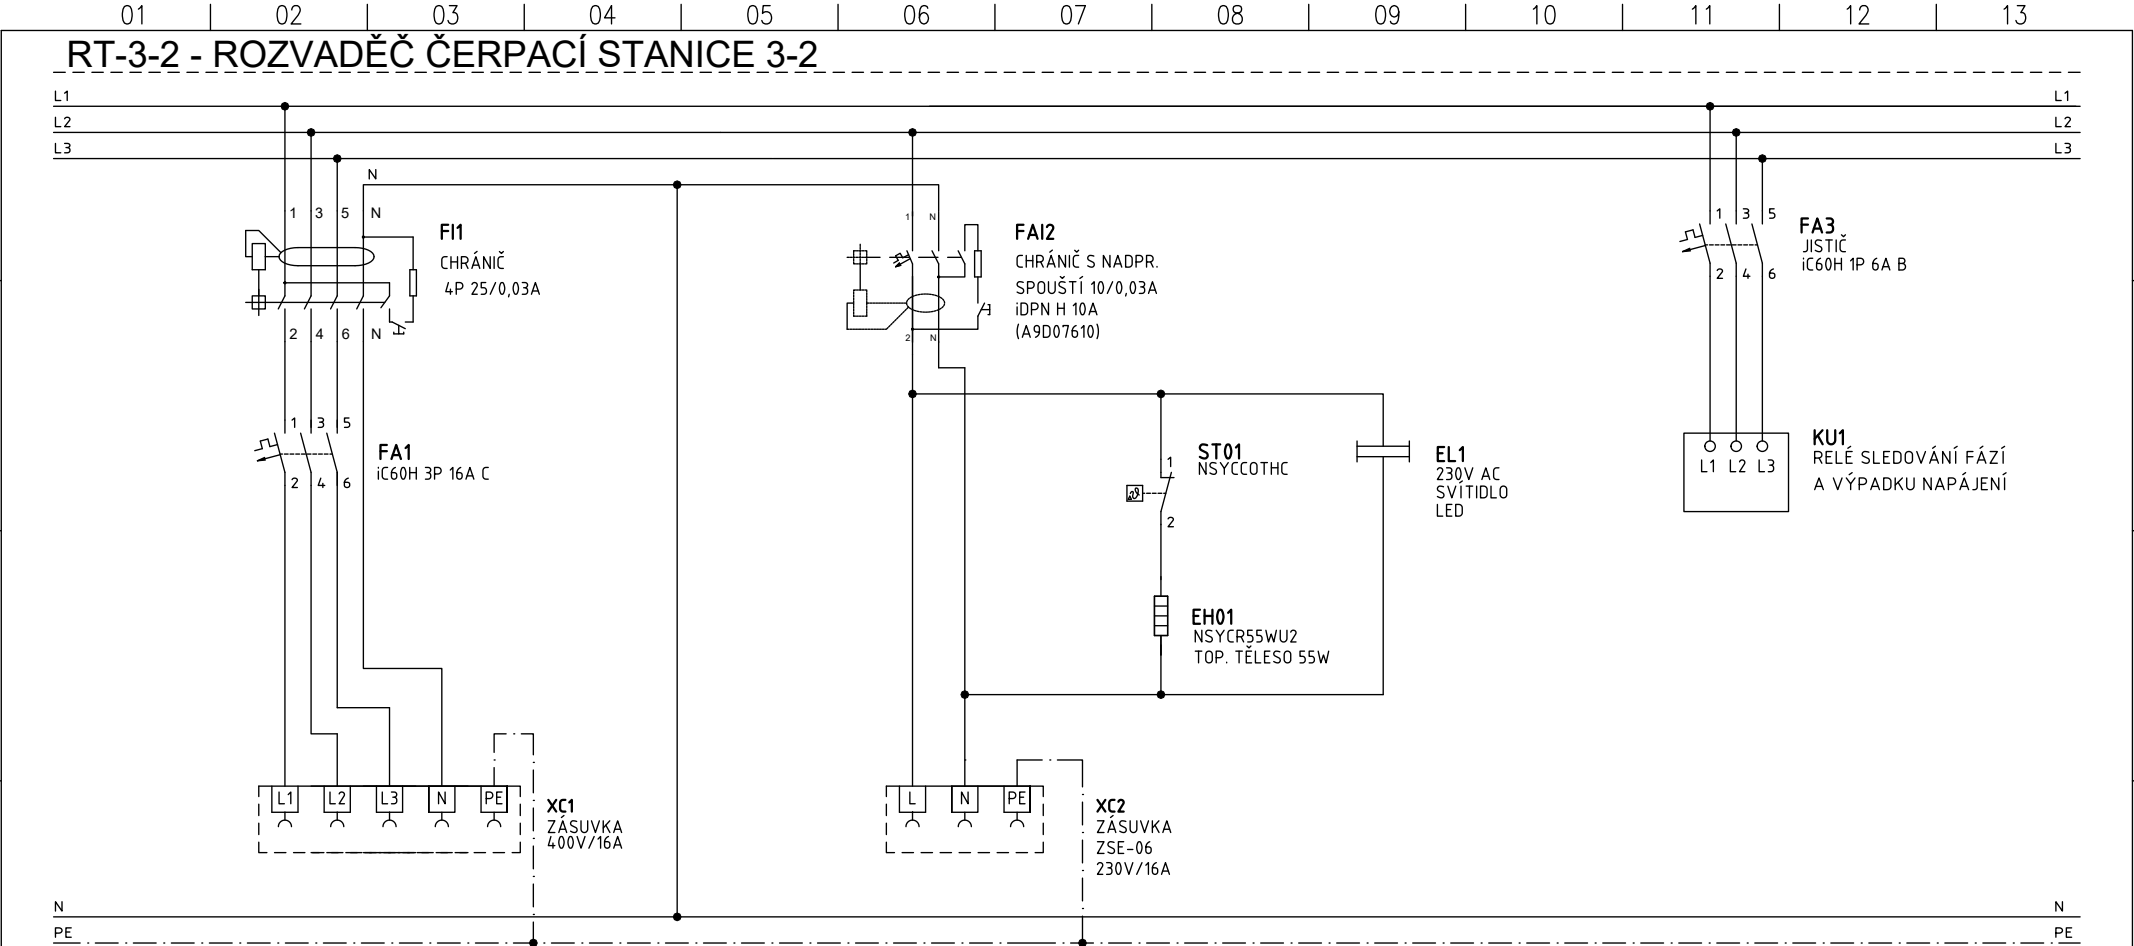 01 02 03 04 05 06 07 08 09 10 11 12 13
RT-3-2 - ROZVADĚČ ČERPACÍ STANICE 3-2
L1 L1
L2 L2
L3 L3
N
1 3 5 N
FI1
CHRÁNIČ
4P 25/0,03A
2 4 6 N
1 3 5
FA1
iC60H 3P 16A C
2 4 6
L1 L2 L3 N PE
XC1
ZÁSUVKA
400V/16A
1 N
FAI2
CHRÁNIČ S NADPR.
SPOUŠTÍ 10/0,03A
iDPN H 10A
(A9D07610)
2 N
1
ST01
NSYCCOTHC
2
EH01
NSYCR55WU2
TOP. TĚLESO 55W
EL1
230V AC
SVÍTIDLO
LED
L N PE
XC2
ZÁSUVKA
ZSE-06
230V/16A
1 3 5
FA3
JISTIČ
iC60H 1P 6A B
2 4 6
L1 L2 L3
KU1
RELÉ SLEDOVÁNÍ FÁZÍ
A VÝPADKU NAPÁJENÍ
N N
PE PE